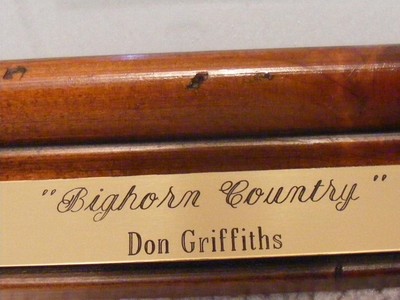 "Bighorn Country"
Don Griffiths